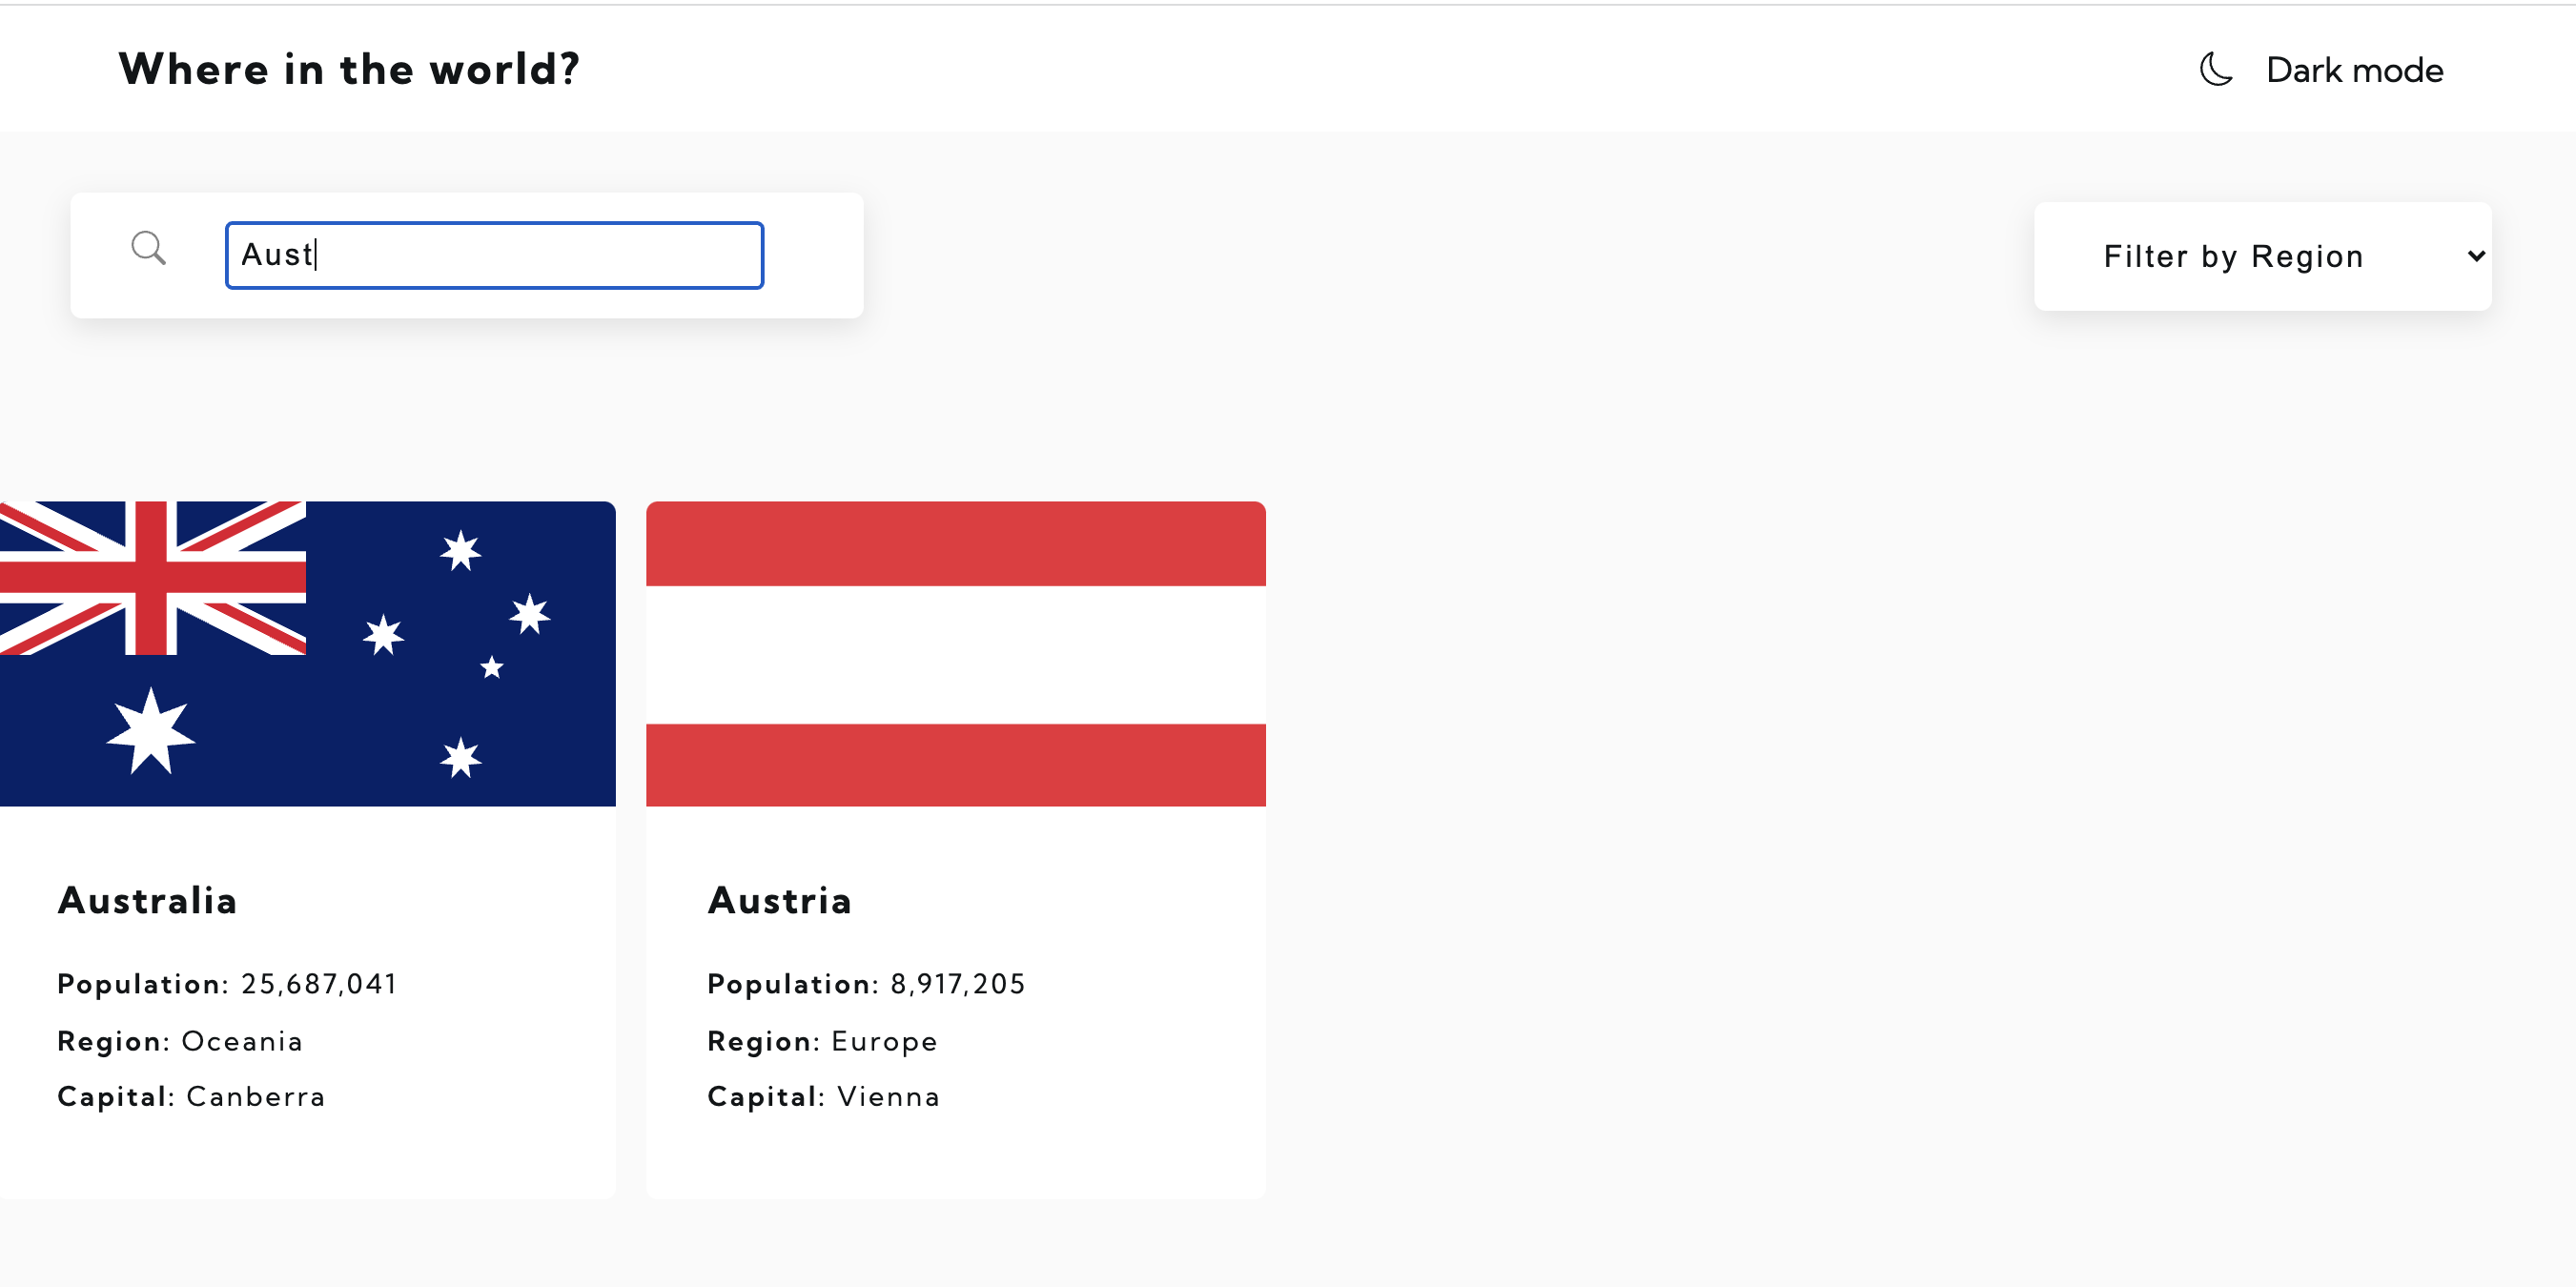 Where in the world?
Dark mode
Aust
Filter by Region
Australia
Population: 25,687,041
Region: Oceania
Capital: Canberra
Austria
Population: 8,917,205
Region: Europe
Capital: Vienna